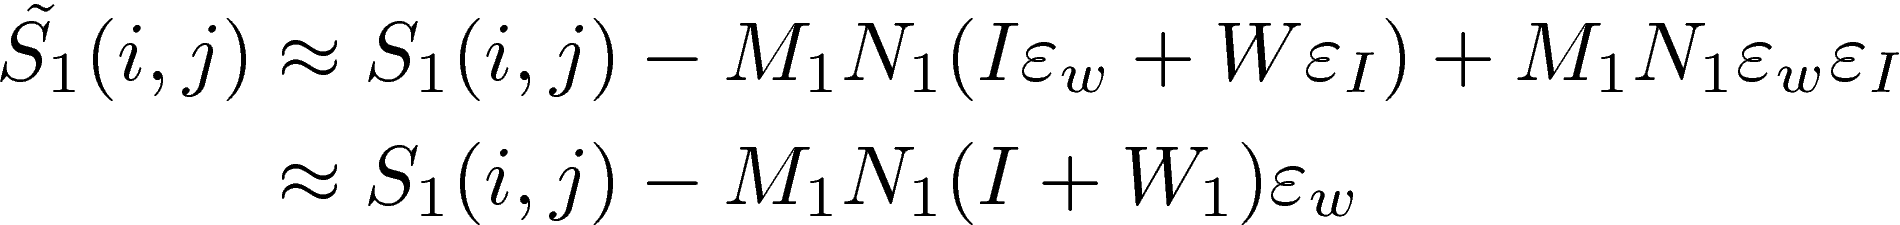 S̃₁(i, j) ≈ S₁(i, j) − M₁N₁(Iε_w + Wε_I) + M₁N₁ε_wε_I
≈ S₁(i, j) − M₁N₁(I + W₁)ε_w